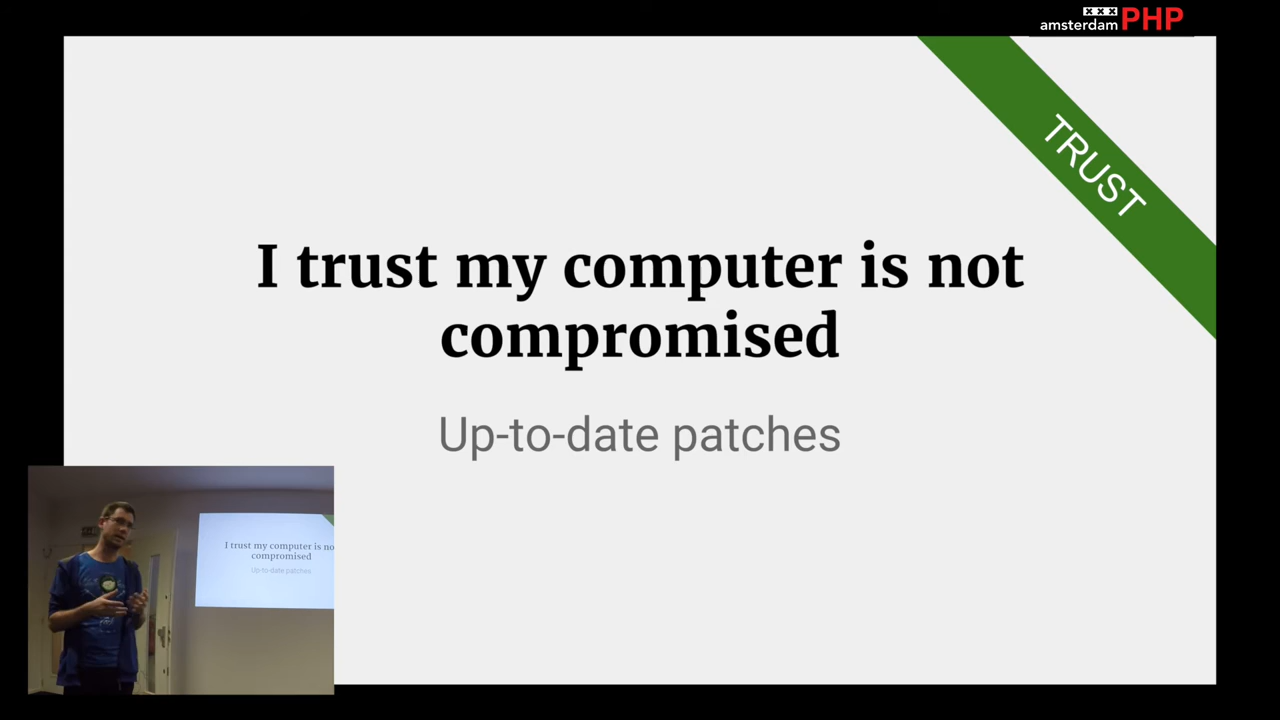 amsterdamPHP
TRUST
I trust my computer is not
compromised
Up-to-date patches
I trust my computer is no
compromised
Up-to-date patches